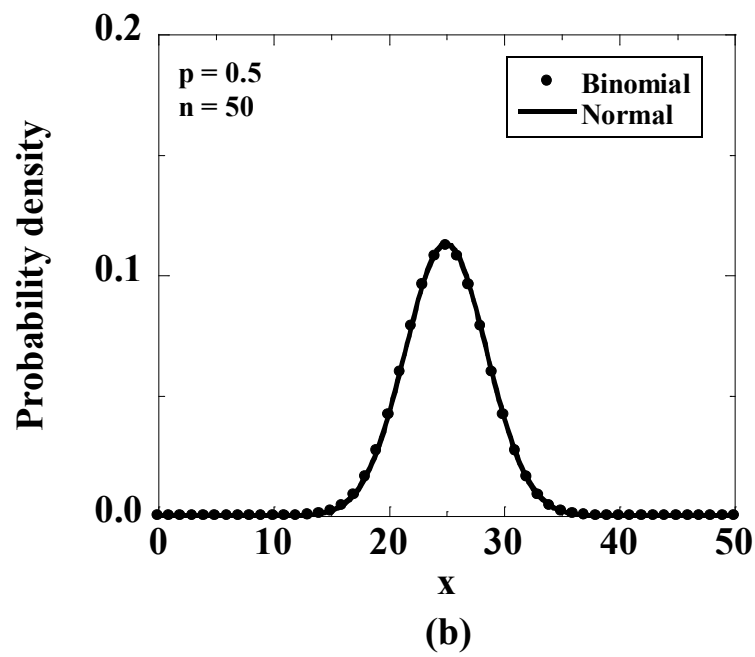 0.2
p = 0.5
n = 50
Binomial
Normal
Probability density
0.1
0.0
0 10 20 30 40 50
x
(b)